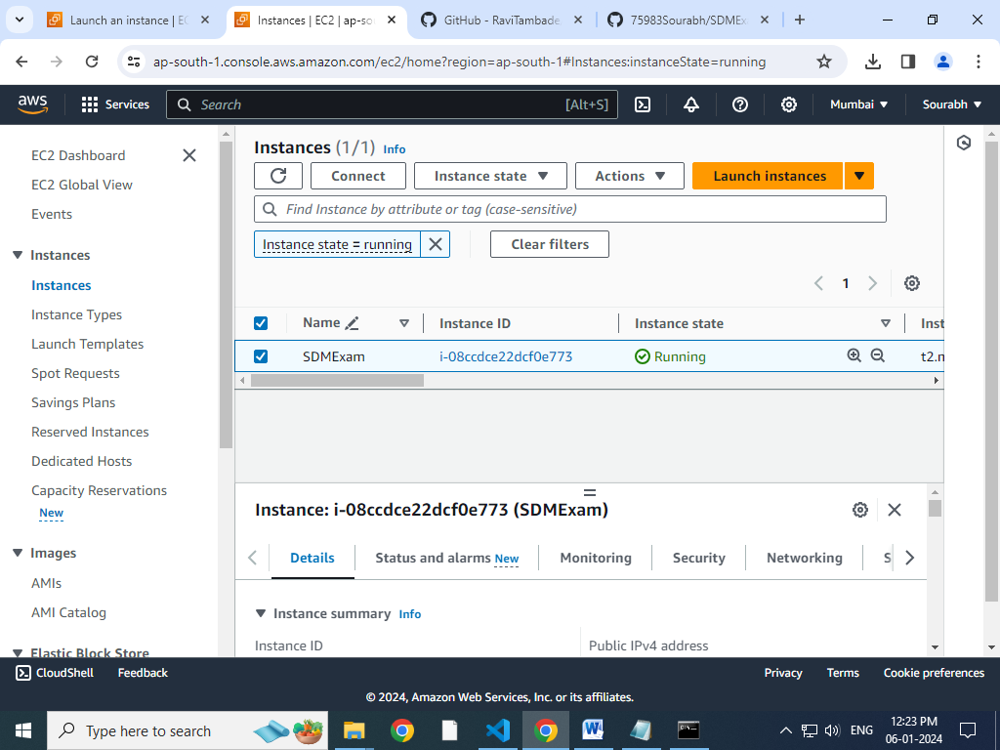 Launch an instance | EC
Instances | EC2 | ap-so
GitHub - RaviTambade
75983Sourabh/SDMEx
ap-south-1.console.aws.amazon.com/ec2/home?region=ap-south-1#Instances:instanceState=running
aws
Services
Search
[Alt+S]
Mumbai
Sourabh
EC2 Dashboard
EC2 Global View
Events
Instances
Instances
Instance Types
Launch Templates
Spot Requests
Savings Plans
Reserved Instances
Dedicated Hosts
Capacity Reservations
New
Images
AMIs
AMI Catalog
Elastic Block Store
Instances (1/1) Info
Connect
Instance state
Actions
Launch instances
Find Instance by attribute or tag (case-sensitive)
Instance state = running
Clear filters
1
Name
Instance ID
Instance state
Inst
SDMExam
i-08ccdce22dcf0e773
Running
t2.n
Instance: i-08ccdce22dcf0e773 (SDMExam)
Details
Status and alarms New
Monitoring
Security
Networking
S
Instance summary Info
Instance ID
Public IPv4 address
CloudShell
Feedback
Privacy
Terms
Cookie preferences
© 2024, Amazon Web Services, Inc. or its affiliates.
Type here to search
ENG
12:23 PM
06-01-2024